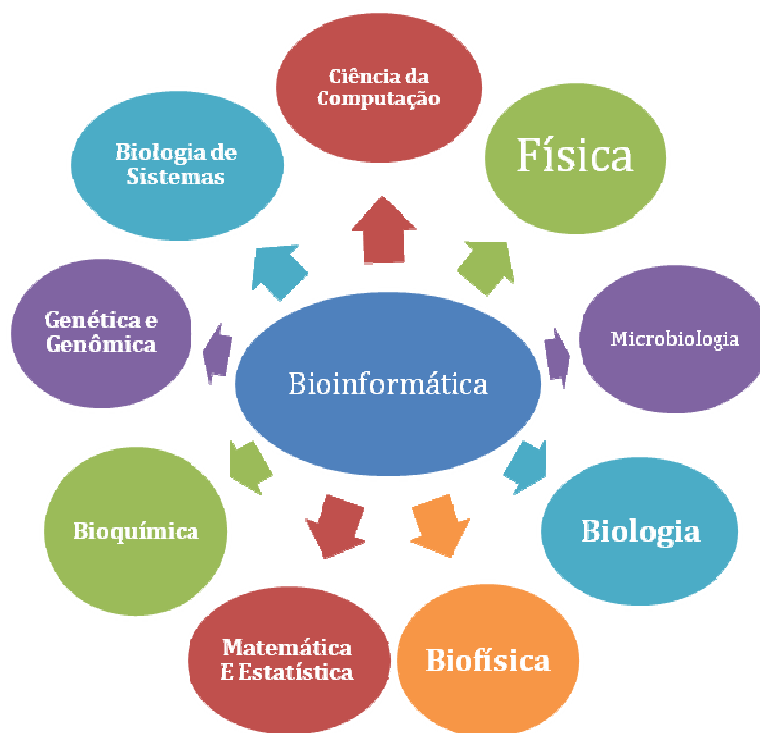 Ciência da
Computação
Física
Biologia de
Sistemas
Genética e
Genômica
Microbiologia
Bioinformática
Bioquímica
Biologia
Matemática
E Estatística
Biofísica